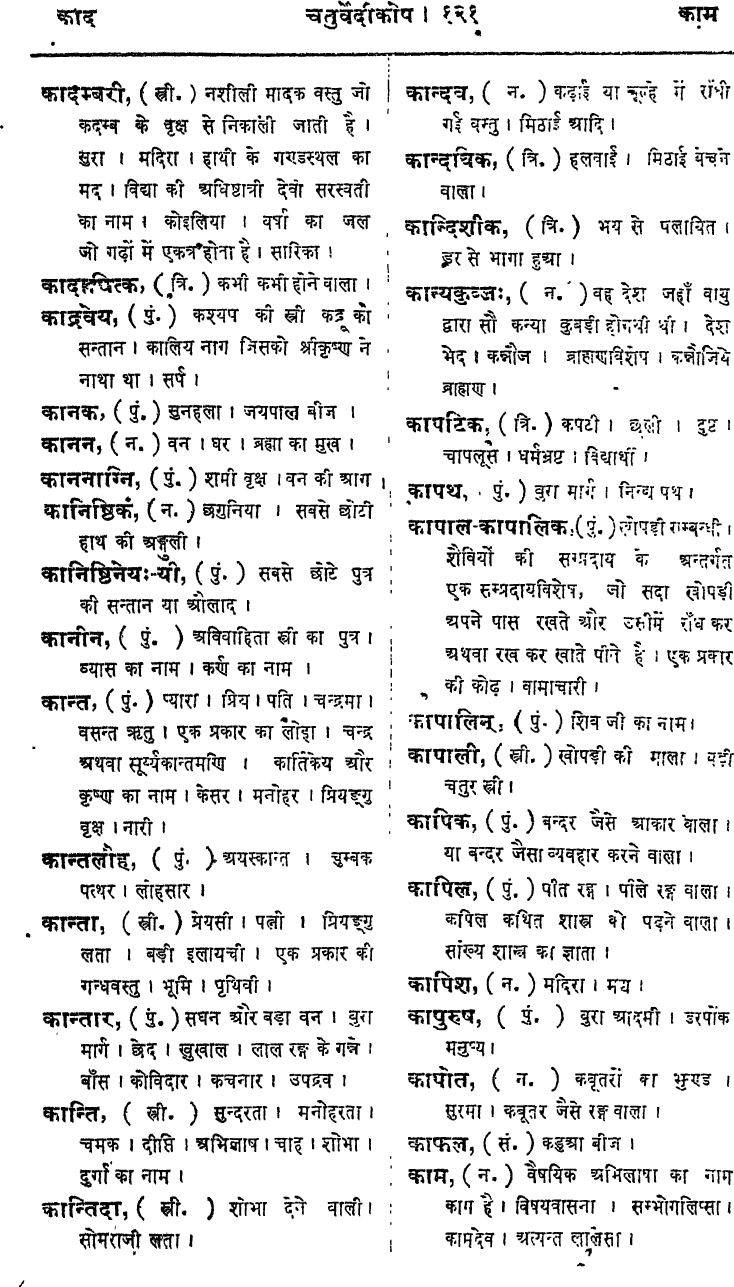 काद चतुर्वेदीकोष । १२१ काम
कादम्बरी, ( स्त्री. ) नशीली मादक वस्तु जो
कदम्ब के वृक्ष से निकाली जाती है ।
सुरा । मदिरा । हाथी के गण्डस्थल का
मद । विद्या की अधिष्ठात्री देवी सरस्वती
का नाम । कोइलिया । वर्षा का जल
जो गढ़ों में एकत्र होता है । सारिका ।
कादाचित्क, ( त्रि. ) कभी कभी होने वाला ।
काद्रवेय, ( पुं. ) कश्यप की स्त्री कद्रू की
सन्तान । कालिय नाग जिसको श्रीकृष्ण ने
नाथा था । सर्प ।
कानक, ( पुं. ) सुनहला । जयपाल बीज ।
कानन, ( न. ) वन । घर । ब्रह्मा का मुख ।
काननाग्नि, ( पुं. ) शमी वृक्ष । वन की आग ।
कानिष्ठिकं, ( न. ) छगुनिया । सबसे छोटी
हाथ की अङ्गुली ।
कानिष्ठिनेयः-यी, ( पुं. ) सबसे छोटे पुत्र
की सन्तान या औलाद ।
कानीन, ( पुं. ) अविवाहिता स्त्री का पुत्र ।
व्यास का नाम । कर्ण का नाम ।
कान्त, ( पुं. ) प्यारा । प्रिय । पति । चन्द्रमा ।
वसन्त ऋतु । एक प्रकार का लोहा । चन्द्र
अथवा सूर्य्यकान्तमणि । कार्तिकेय और
कृष्ण का नाम । केसर । मनोहर । प्रियङ्गु
वृक्ष । नारी ।
कान्तलौह, ( पुं. ) अयस्कान्त । चुम्बक
पत्थर । लोहसार ।
कान्ता, ( स्त्री. ) प्रेयसी । पत्नी । प्रियङ्गु
लता । बड़ी इलायची । एक प्रकार की
गन्धवस्तु । भूमि । पृथिवी ।
कान्तार, ( पुं. ) सघन और बड़ा वन । बुरा
मार्ग । छेद । खुखाल । लाल रङ्ग के गन्ने ।
बाँस । कोविदार । कचनार । उपद्रव ।
कान्ति, ( स्त्री. ) सुन्दरता । मनोहरता ।
चमक । दीप्ति । अभिलाष । चाह । शोभा ।
दुर्गा का नाम ।
कान्तिदा, ( स्त्री. ) शोभा देने वाली ।
सोमराजी लता ।
कान्दव, ( न. ) कढ़ाई या चूल्हे में राँधी
गई वस्तु । मिठाई आदि ।
कान्दविक, ( त्रि. ) हलवाई । मिठाई बेचने
वाला ।
कान्दिशीक, ( त्रि. ) भय से पलायित ।
डर से भागा हुआ ।
कान्यकुब्जः, ( न. ) वह देश जहाँ वायु
द्वारा सौ कन्या कुबड़ी होगयी थी । देश
भेद । कन्नौज । ब्राह्मणविशेष । कन्नौजिये
ब्राह्मण ।
कापटिक, ( त्रि. ) कपटी । छली । दुष्ट ।
चापलूस । धर्मभ्रष्ट । विद्यार्थी ।
कापथ, पुं. ) बुरा मार्ग । निन्द्य पथ ।
कापाल-कापालिक, (पुं.) खोपड़ी सम्बन्धी ।
शैवियों की सम्प्रदाय के अन्तर्गत
एक सम्प्रदायविशेष, जो सदा खोपड़ी
अपने पास रखते और उसीमें राँध कर
अथवा रख कर खाते पीते हैं । एक प्रकार
की कोढ़ । वामाचारी ।
कापालिन्, ( पुं. ) शिव जी का नाम ।
कापाली, ( स्त्री. ) खोपड़ी की माला । बड़ी
चतुर स्त्री ।
कापिक, ( पुं. ) बन्दर जैसे आकार वाला ।
या बन्दर जैसा व्यवहार करने वाला ।
कापिल, ( पुं. ) पीत रङ्ग । पीले रङ्ग वाला ।
कपिल कथित शास्त्र को पढ़ने वाला ।
सांख्य शास्त्र का ज्ञाता ।
कापिश, ( न. ) मदिरा । मद्य ।
कापुरुष, ( पुं. ) बुरा आदमी । डरपोंक
मनुष्य ।
कापोत, ( न. ) कबूतरों का झुण्ड ।
सुरमा । कबूतर जैसे रङ्ग वाला ।
काफल, ( सं. ) कडुआ बीज ।
काम, ( न. ) वैषयिक अभिलाषा का नाम
काम है । विषयवासना । सम्भोगलिप्सा ।
कामदेव । अत्यन्त लालसा ।